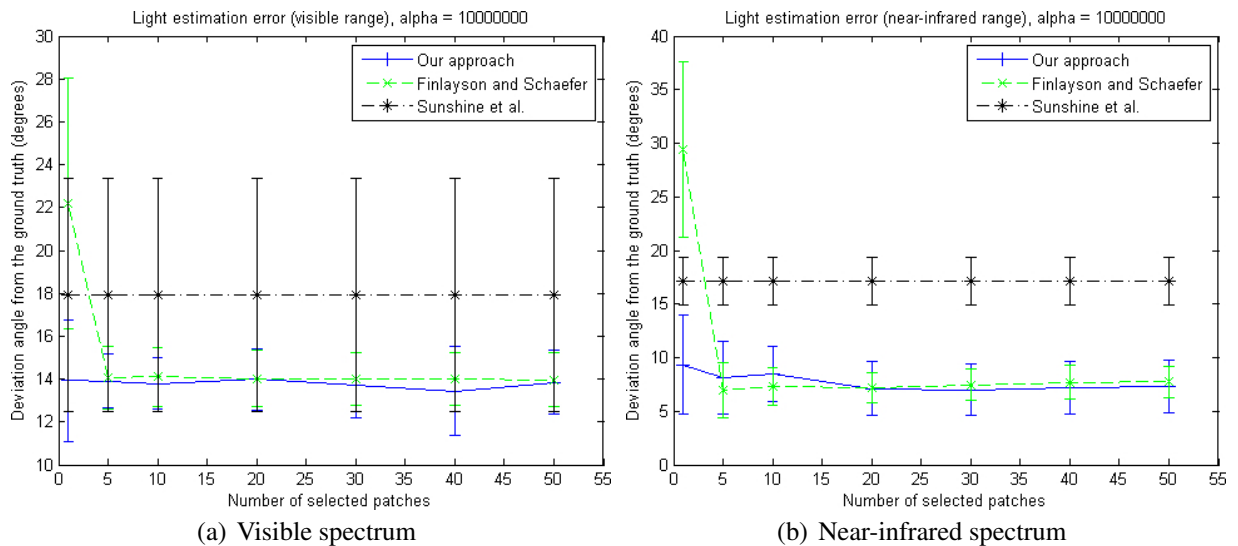 Light estimation error (visible range), alpha = 10000000
30
28
26
24
22
20
18
16
14
12
10
Deviation angle from the ground truth (degrees)
Our approach
Finlayson and Schaefer
Sunshine et al.
0 5 10 15 20 25 30 35 40 45 50 55
Number of selected patches
(a) Visible spectrum
Light estimation error (near-infrared range), alpha = 10000000
40
35
30
25
20
15
10
5
0
Deviation angle from the ground truth (degrees)
Our approach
Finlayson and Schaefer
Sunshine et al.
0 5 10 15 20 25 30 35 40 45 50 55
Number of selected patches
(b) Near-infrared spectrum